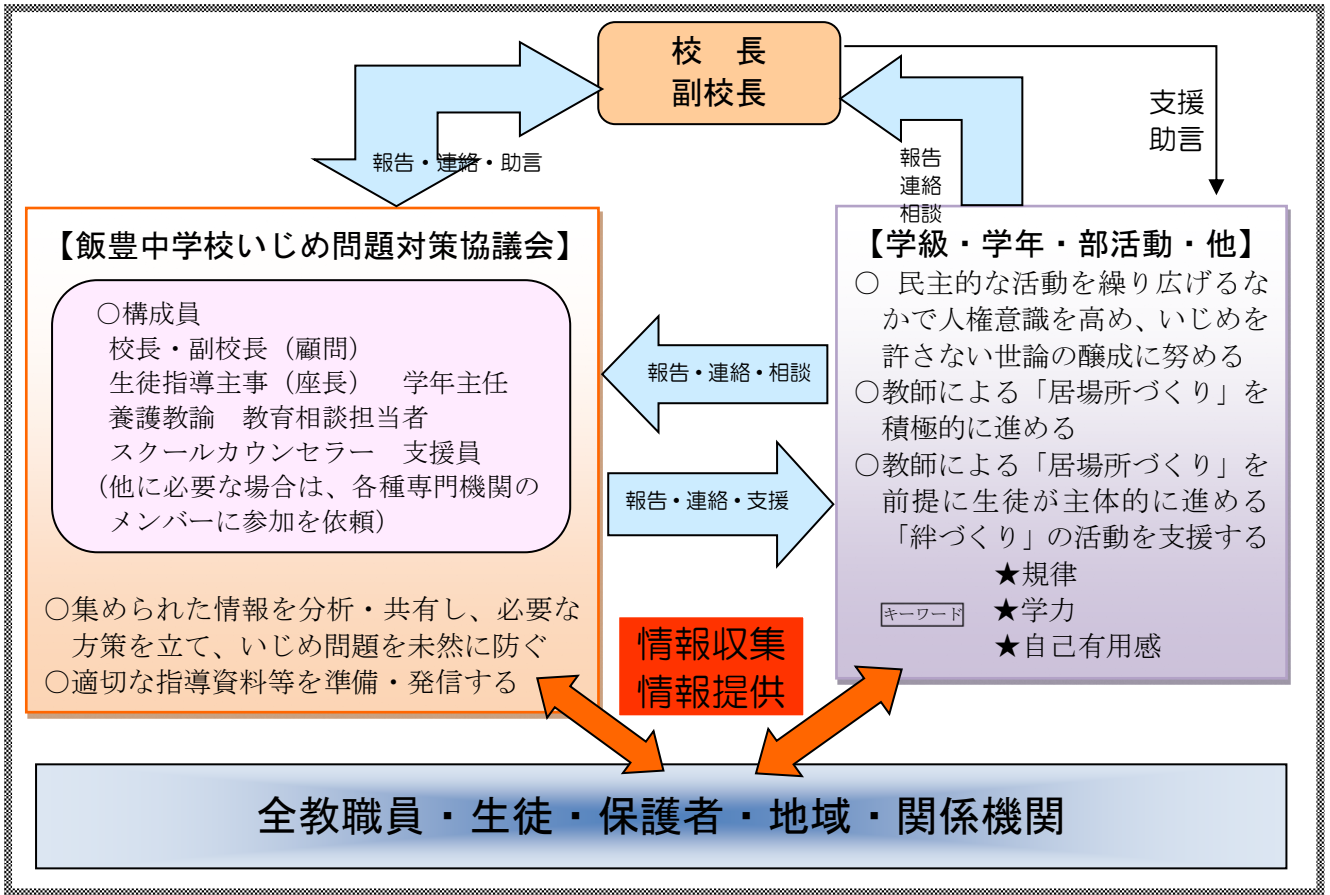 校　長
副校長
支援
助言
報告・連絡・助言
報告
連絡
相談
【飯豊中学校いじめ問題対策協議会】
○構成員
校長・副校長（顧問）
生徒指導主事（座長）　学年主任
養護教諭　教育相談担当者
スクールカウンセラー　支援員
(他に必要な場合は、各種専門機関の
メンバーに参加を依頼)
○集められた情報を分析・共有し、必要な
方策を立て、いじめ問題を未然に防ぐ
○適切な指導資料等を準備・発信する
報告・連絡・相談
報告・連絡・支援
【学級・学年・部活動・他】
○ 民主的な活動を繰り広げるな
かで人権意識を高め、いじめを
許さない世論の醸成に努める
○教師による「居場所づくり」を
積極的に進める
○教師による「居場所づくり」を
前提に生徒が主体的に進める
「絆づくり」の活動を支援する
★規律
キーワード　★学力
★自己有用感
情報収集
情報提供
全教職員・生徒・保護者・地域・関係機関